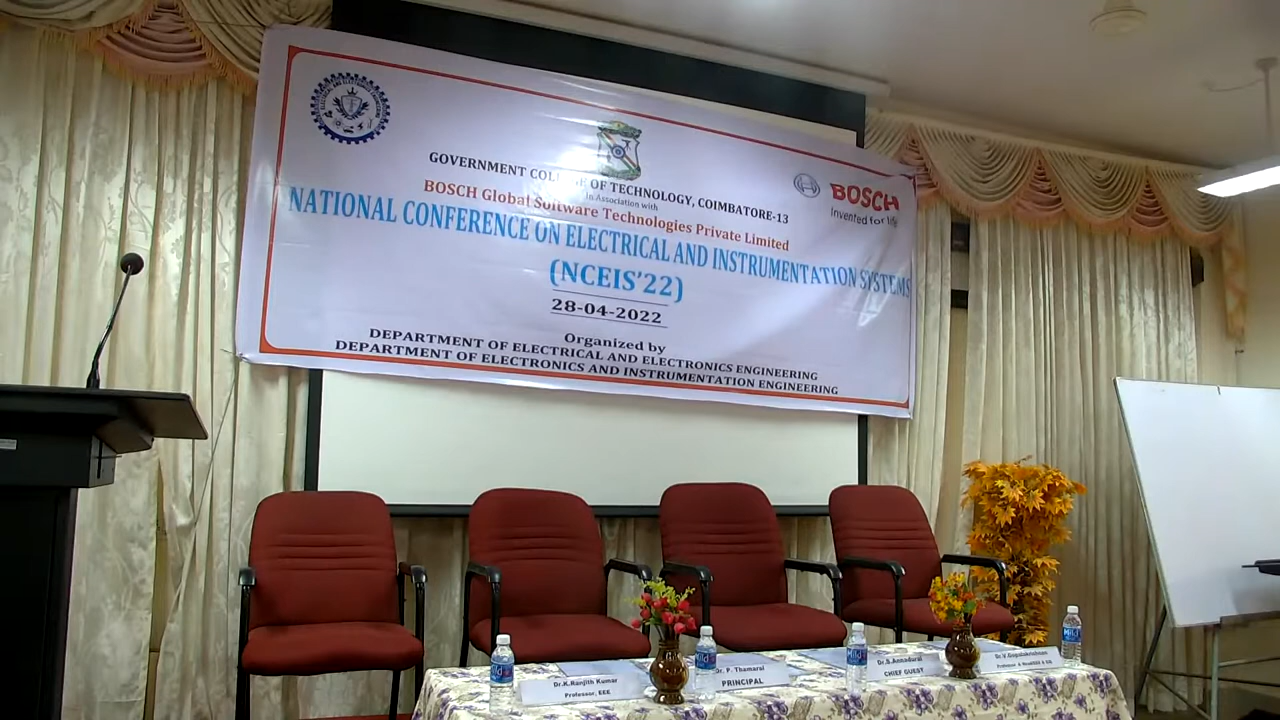 GOVERNMENT COLLEGE OF TECHNOLOGY, COIMBATORE-13
In Association with
BOSCH Global Software Technologies Private Limited
BOSCH
Invented for life
NATIONAL CONFERENCE ON ELECTRICAL AND INSTRUMENTATION SYSTEMS
(NCEIS'22)
28-04-2022
Organized by
DEPARTMENT OF ELECTRICAL AND ELECTRONICS ENGINEERING
DEPARTMENT OF ELECTRONICS AND INSTRUMENTATION ENGINEERING
Dr.K.Ranjith Kumar
Professor, EEE
Dr. P. Thamarai
PRINCIPAL
Dr.S.Annadurai
CHIEF GUEST
Dr.V.Gopalakrishnan